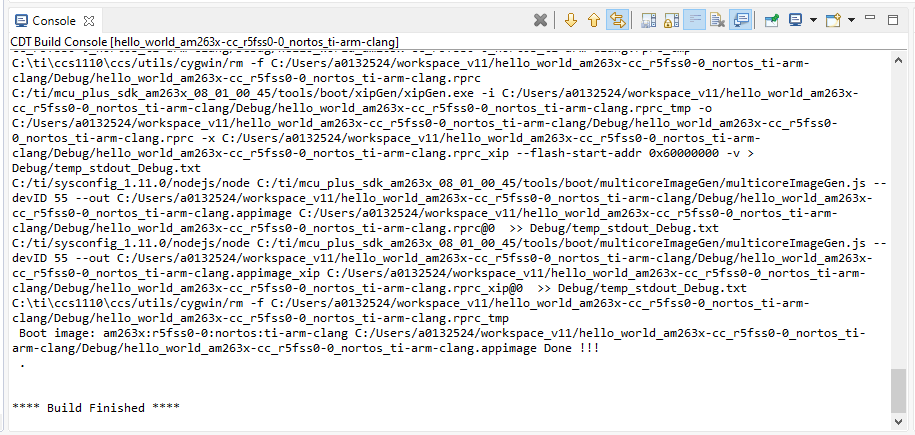 Console
CDT Build Console [hello_world_am263x-cc_r5fss0-0_nortos_ti-arm-clang]
C:\ti\ccs1110\ccs/utils/cygwin/rm -f C:/Users/a0132524/workspace_v11/hello_world_am263x-cc_r5fss0-0_nortos_ti-arm-
clang/Debug/hello_world_am263x-cc_r5fss0-0_nortos_ti-arm-clang.rprc
C:/ti/mcu_plus_sdk_am263x_08_01_00_45/tools/boot/xipGen/xipGen.exe -i C:/Users/a0132524/workspace_v11/hello_world_am263x-
cc_r5fss0-0_nortos_ti-arm-clang/Debug/hello_world_am263x-cc_r5fss0-0_nortos_ti-arm-clang.rprc_tmp -o
C:/Users/a0132524/workspace_v11/hello_world_am263x-cc_r5fss0-0_nortos_ti-arm-clang/Debug/hello_world_am263x-cc_r5fss0-
0_nortos_ti-arm-clang.rprc -x C:/Users/a0132524/workspace_v11/hello_world_am263x-cc_r5fss0-0_nortos_ti-arm-
clang/Debug/hello_world_am263x-cc_r5fss0-0_nortos_ti-arm-clang.rprc_xip --flash-start-addr 0x60000000 -v >
Debug/temp_stdout_Debug.txt
C:/ti/sysconfig_1.11.0/nodejs/node C:/ti/mcu_plus_sdk_am263x_08_01_00_45/tools/boot/multicoreImageGen/multicoreImageGen.js --
devID 55 --out C:/Users/a0132524/workspace_v11/hello_world_am263x-cc_r5fss0-0_nortos_ti-arm-clang/Debug/hello_world_am263x-
cc_r5fss0-0_nortos_ti-arm-clang.appimage C:/Users/a0132524/workspace_v11/hello_world_am263x-cc_r5fss0-0_nortos_ti-arm-
clang/Debug/hello_world_am263x-cc_r5fss0-0_nortos_ti-arm-clang.rprc@0  >> Debug/temp_stdout_Debug.txt
C:/ti/sysconfig_1.11.0/nodejs/node C:/ti/mcu_plus_sdk_am263x_08_01_00_45/tools/boot/multicoreImageGen/multicoreImageGen.js --
devID 55 --out C:/Users/a0132524/workspace_v11/hello_world_am263x-cc_r5fss0-0_nortos_ti-arm-clang/Debug/hello_world_am263x-
cc_r5fss0-0_nortos_ti-arm-clang.appimage_xip C:/Users/a0132524/workspace_v11/hello_world_am263x-cc_r5fss0-0_nortos_ti-arm-
clang/Debug/hello_world_am263x-cc_r5fss0-0_nortos_ti-arm-clang.rprc_xip@0  >> Debug/temp_stdout_Debug.txt
C:\ti\ccs1110\ccs/utils/cygwin/rm -f C:/Users/a0132524/workspace_v11/hello_world_am263x-cc_r5fss0-0_nortos_ti-arm-
clang/Debug/hello_world_am263x-cc_r5fss0-0_nortos_ti-arm-clang.rprc_tmp
Boot image: am263x:r5fss0-0:nortos:ti-arm-clang C:/Users/a0132524/workspace_v11/hello_world_am263x-cc_r5fss0-0_nortos_ti-
arm-clang/Debug/hello_world_am263x-cc_r5fss0-0_nortos_ti-arm-clang.appimage Done !!!
.
**** Build Finished ****